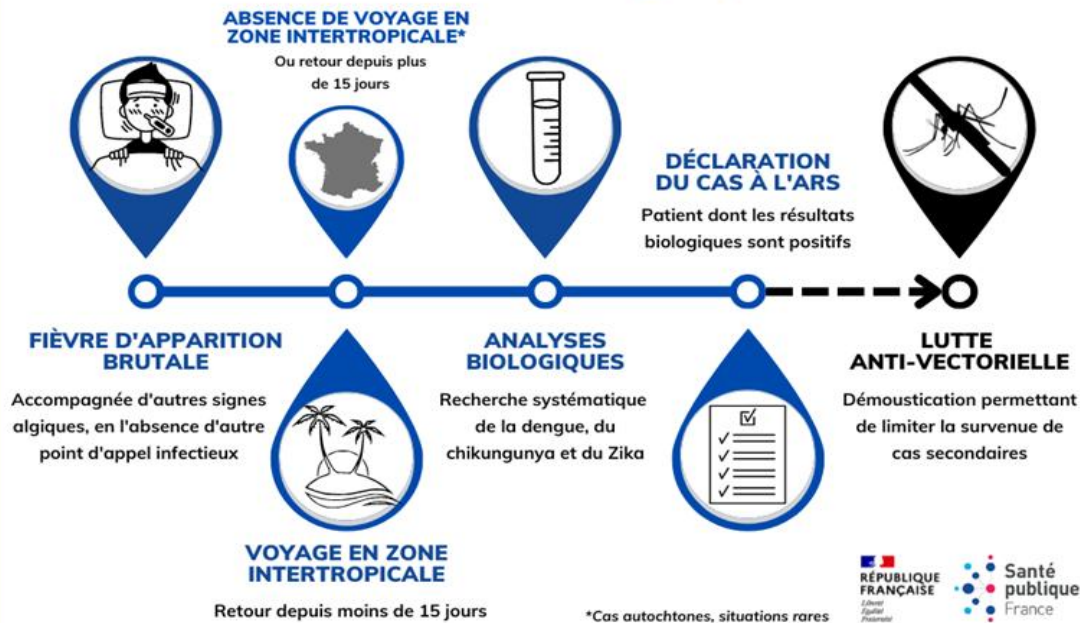 ABSENCE DE VOYAGE EN
ZONE INTERTROPICALE*
Ou retour depuis plus
de 15 jours
DÉCLARATION
DU CAS À L'ARS
Patient dont les résultats
biologiques sont positifs
FIÈVRE D'APPARITION
BRUTALE
Accompagnée d'autres signes
algiques, en l'absence d'autre
point d'appel infectieux
ANALYSES
BIOLOGIQUES
Recherche systématique
de la dengue, du
chikungunya et du Zika
LUTTE
ANTI-VECTORIELLE
Démoustication permettant
de limiter la survenue de
cas secondaires
VOYAGE EN ZONE
INTERTROPICALE
Retour depuis moins de 15 jours
*Cas autochtones, situations rares
RÉPUBLIQUE
FRANÇAISE
Liberté
Égalité
Fraternité
Santé
publique
France